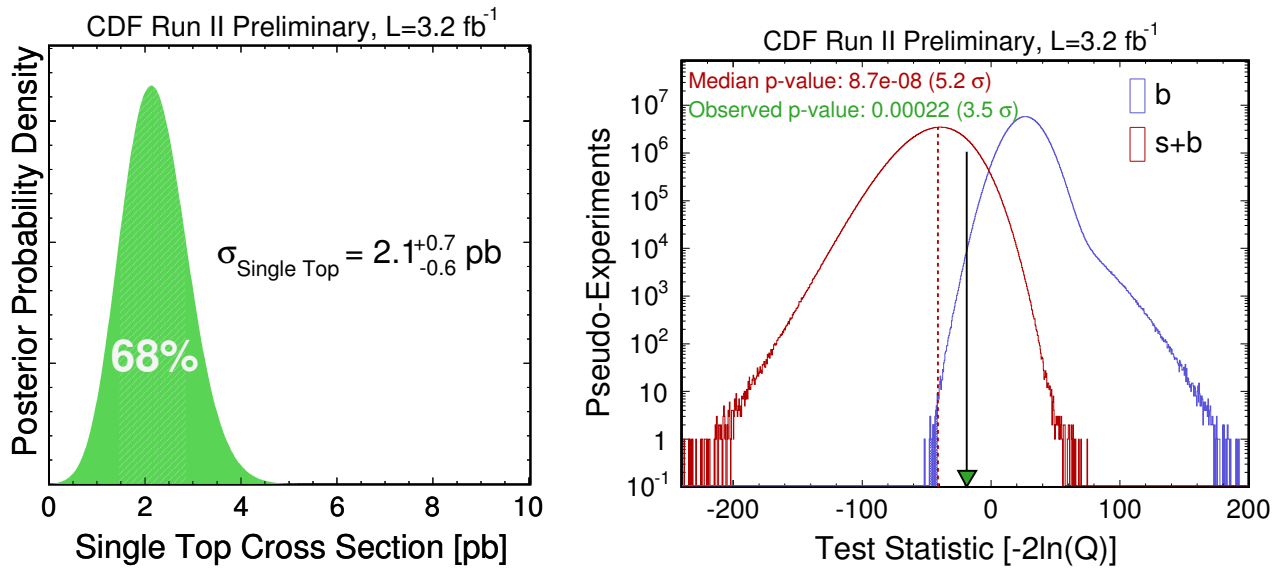 CDF Run II Preliminary, L=3.2 fb⁻¹
Posterior Probability Density
σ_Single Top = 2.1 +0.7 -0.6 pb
68%
0 2 4 6 8 10
Single Top Cross Section [pb]
CDF Run II Preliminary, L=3.2 fb⁻¹
Median p-value: 8.7e-08 (5.2 σ)
Observed p-value: 0.00022 (3.5 σ)
b
s+b
Pseudo-Experiments
10⁷
10⁶
10⁵
10⁴
10³
10²
10
1
10⁻¹
-200 -100 0 100 200
Test Statistic [-2ln(Q)]